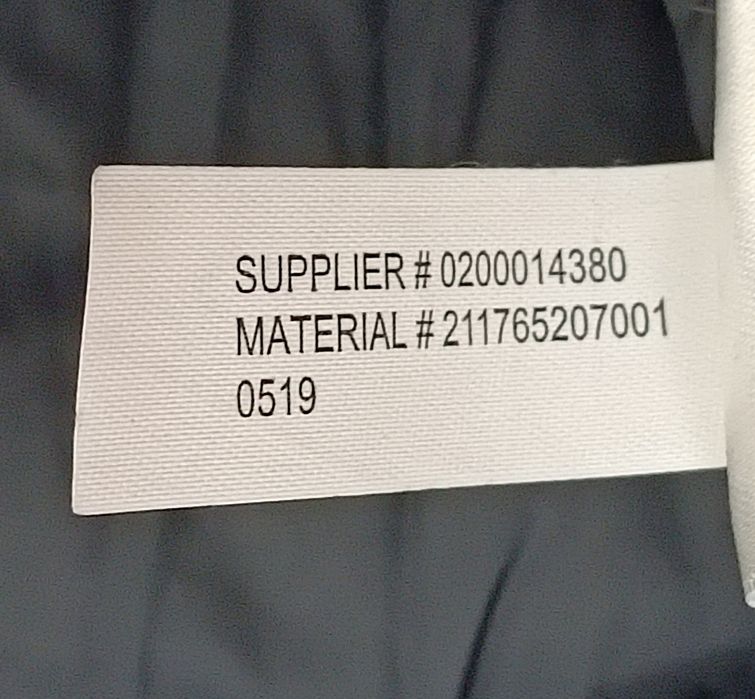 SUPPLIER # 0200014380
MATERIAL # 211765207001
0519